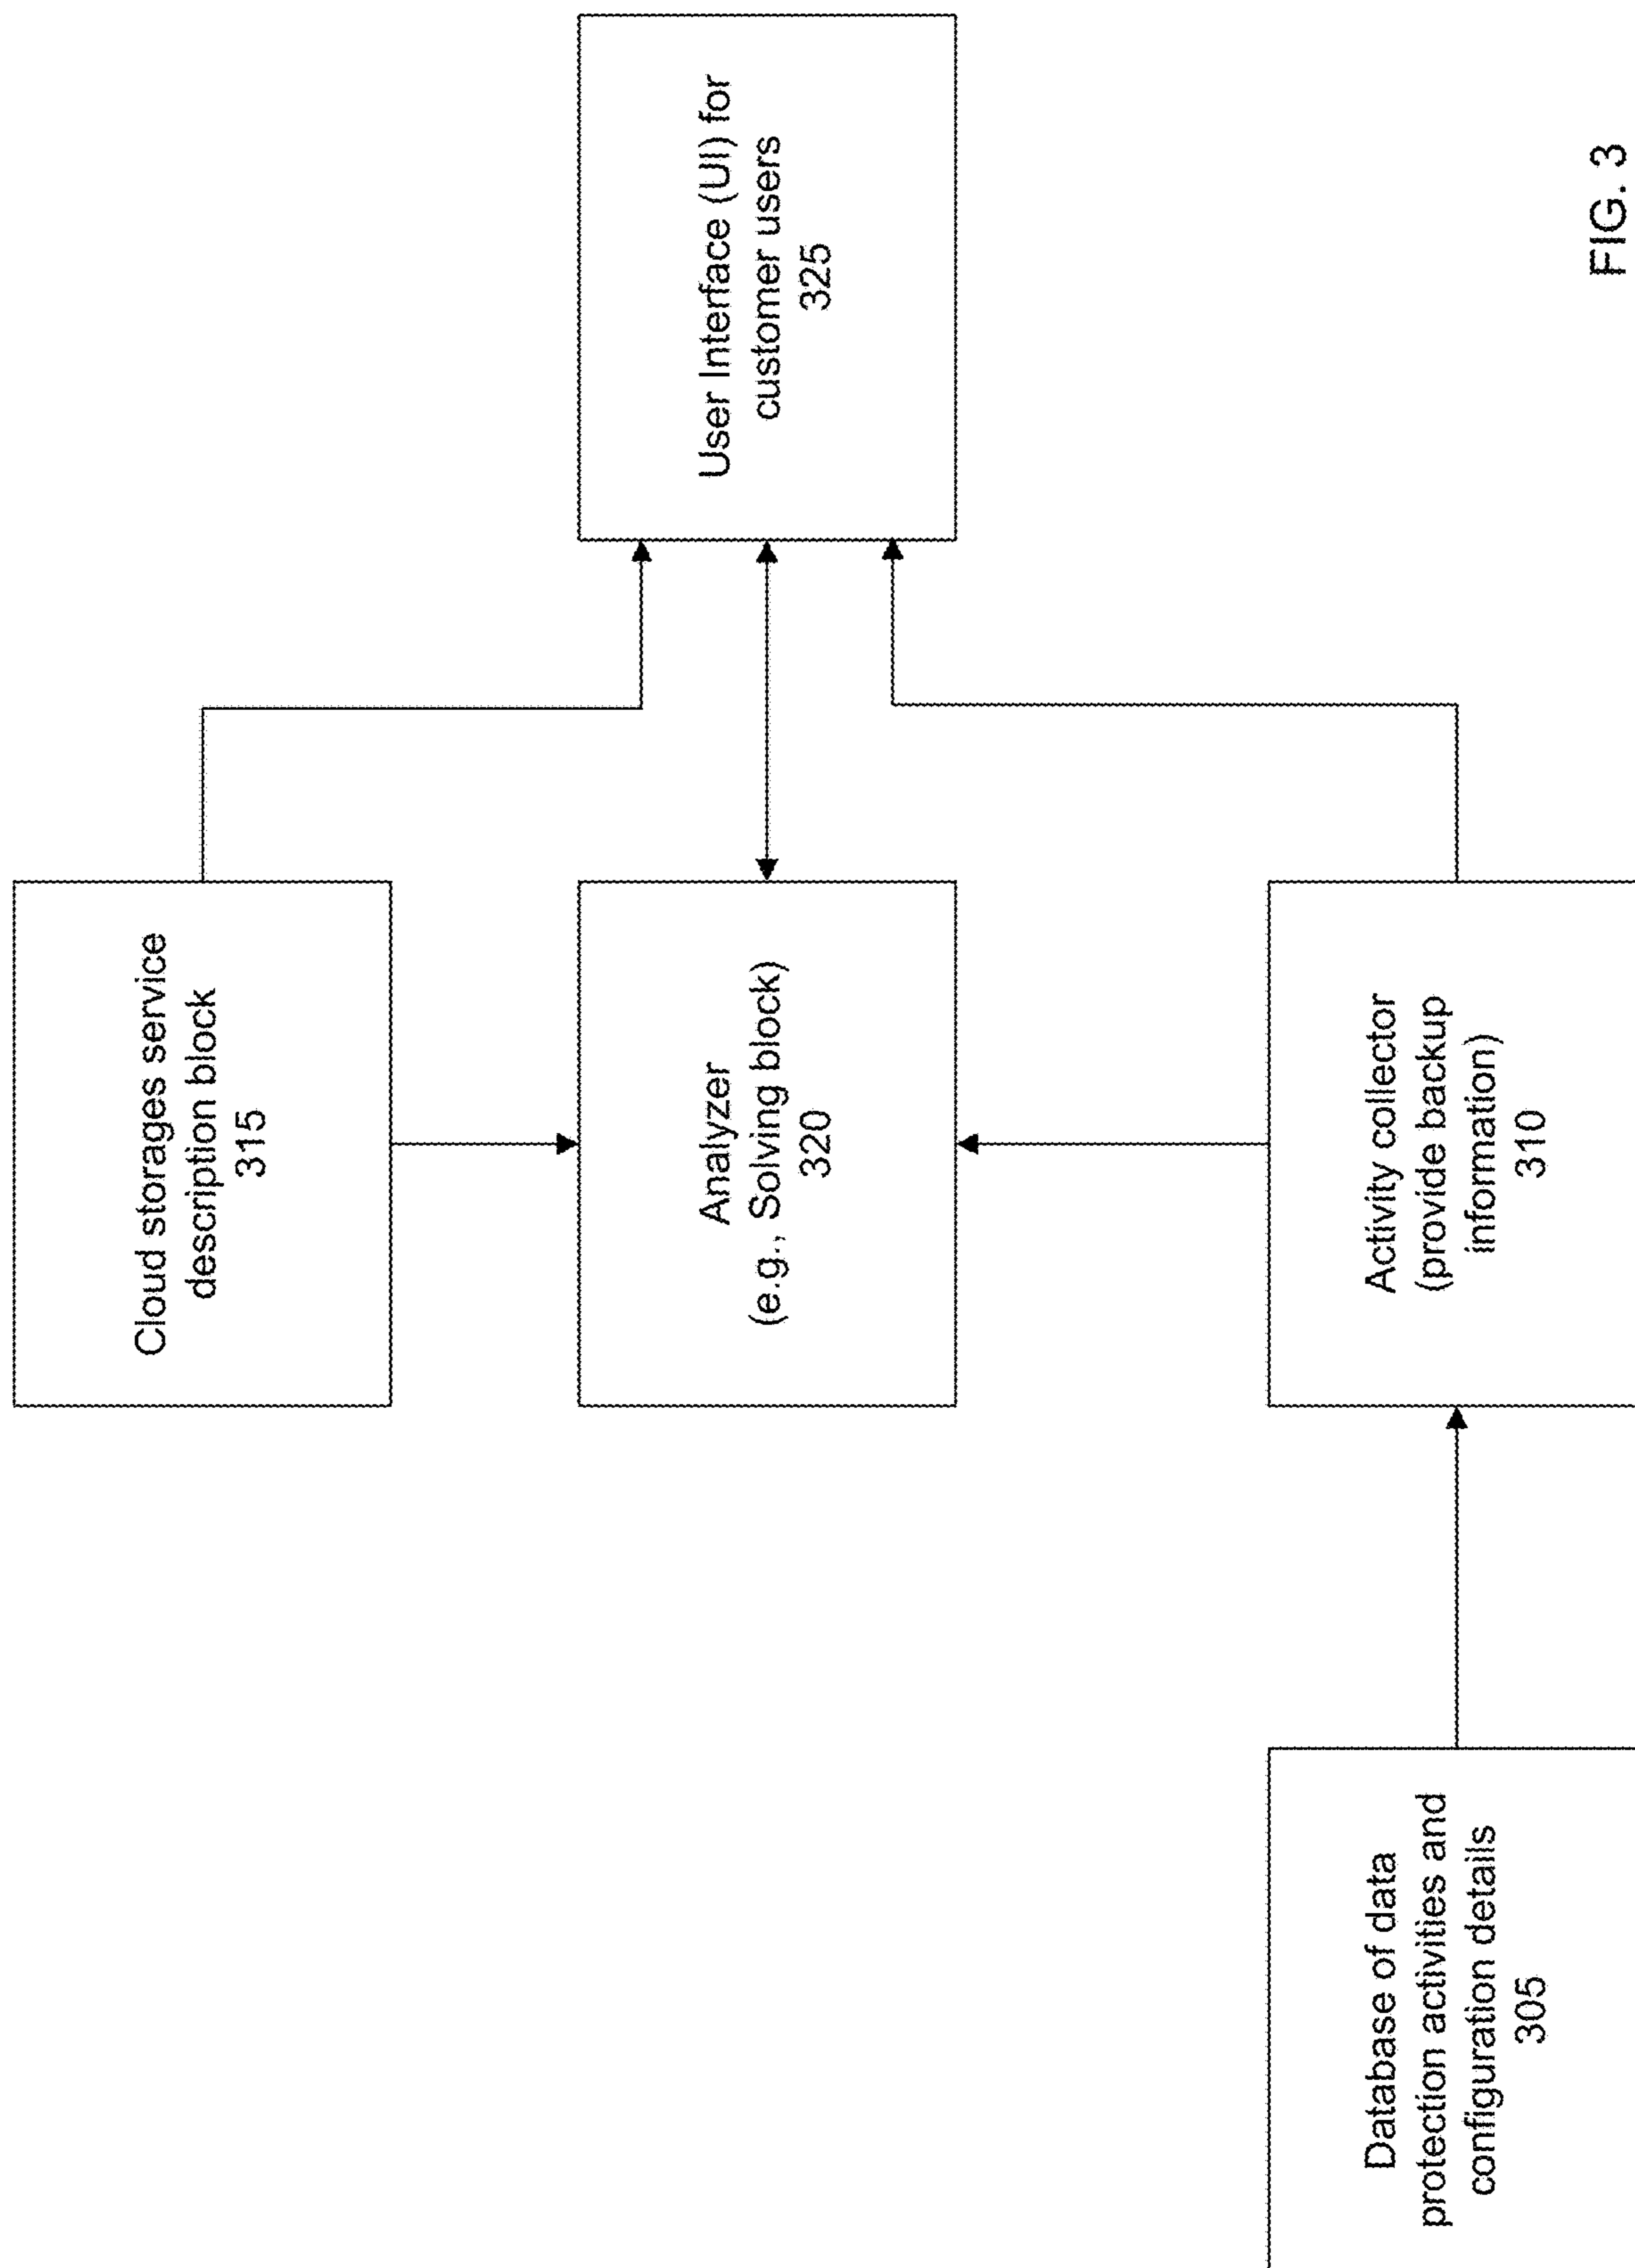 Cloud storages service
description block
315
Analyzer
(e.g., Solving block)
320
User Interface (UI) for
customer users
325
Database of data
protection activities and
configuration details
305
Activity collector
(provide backup
information)
310
FIG. 3